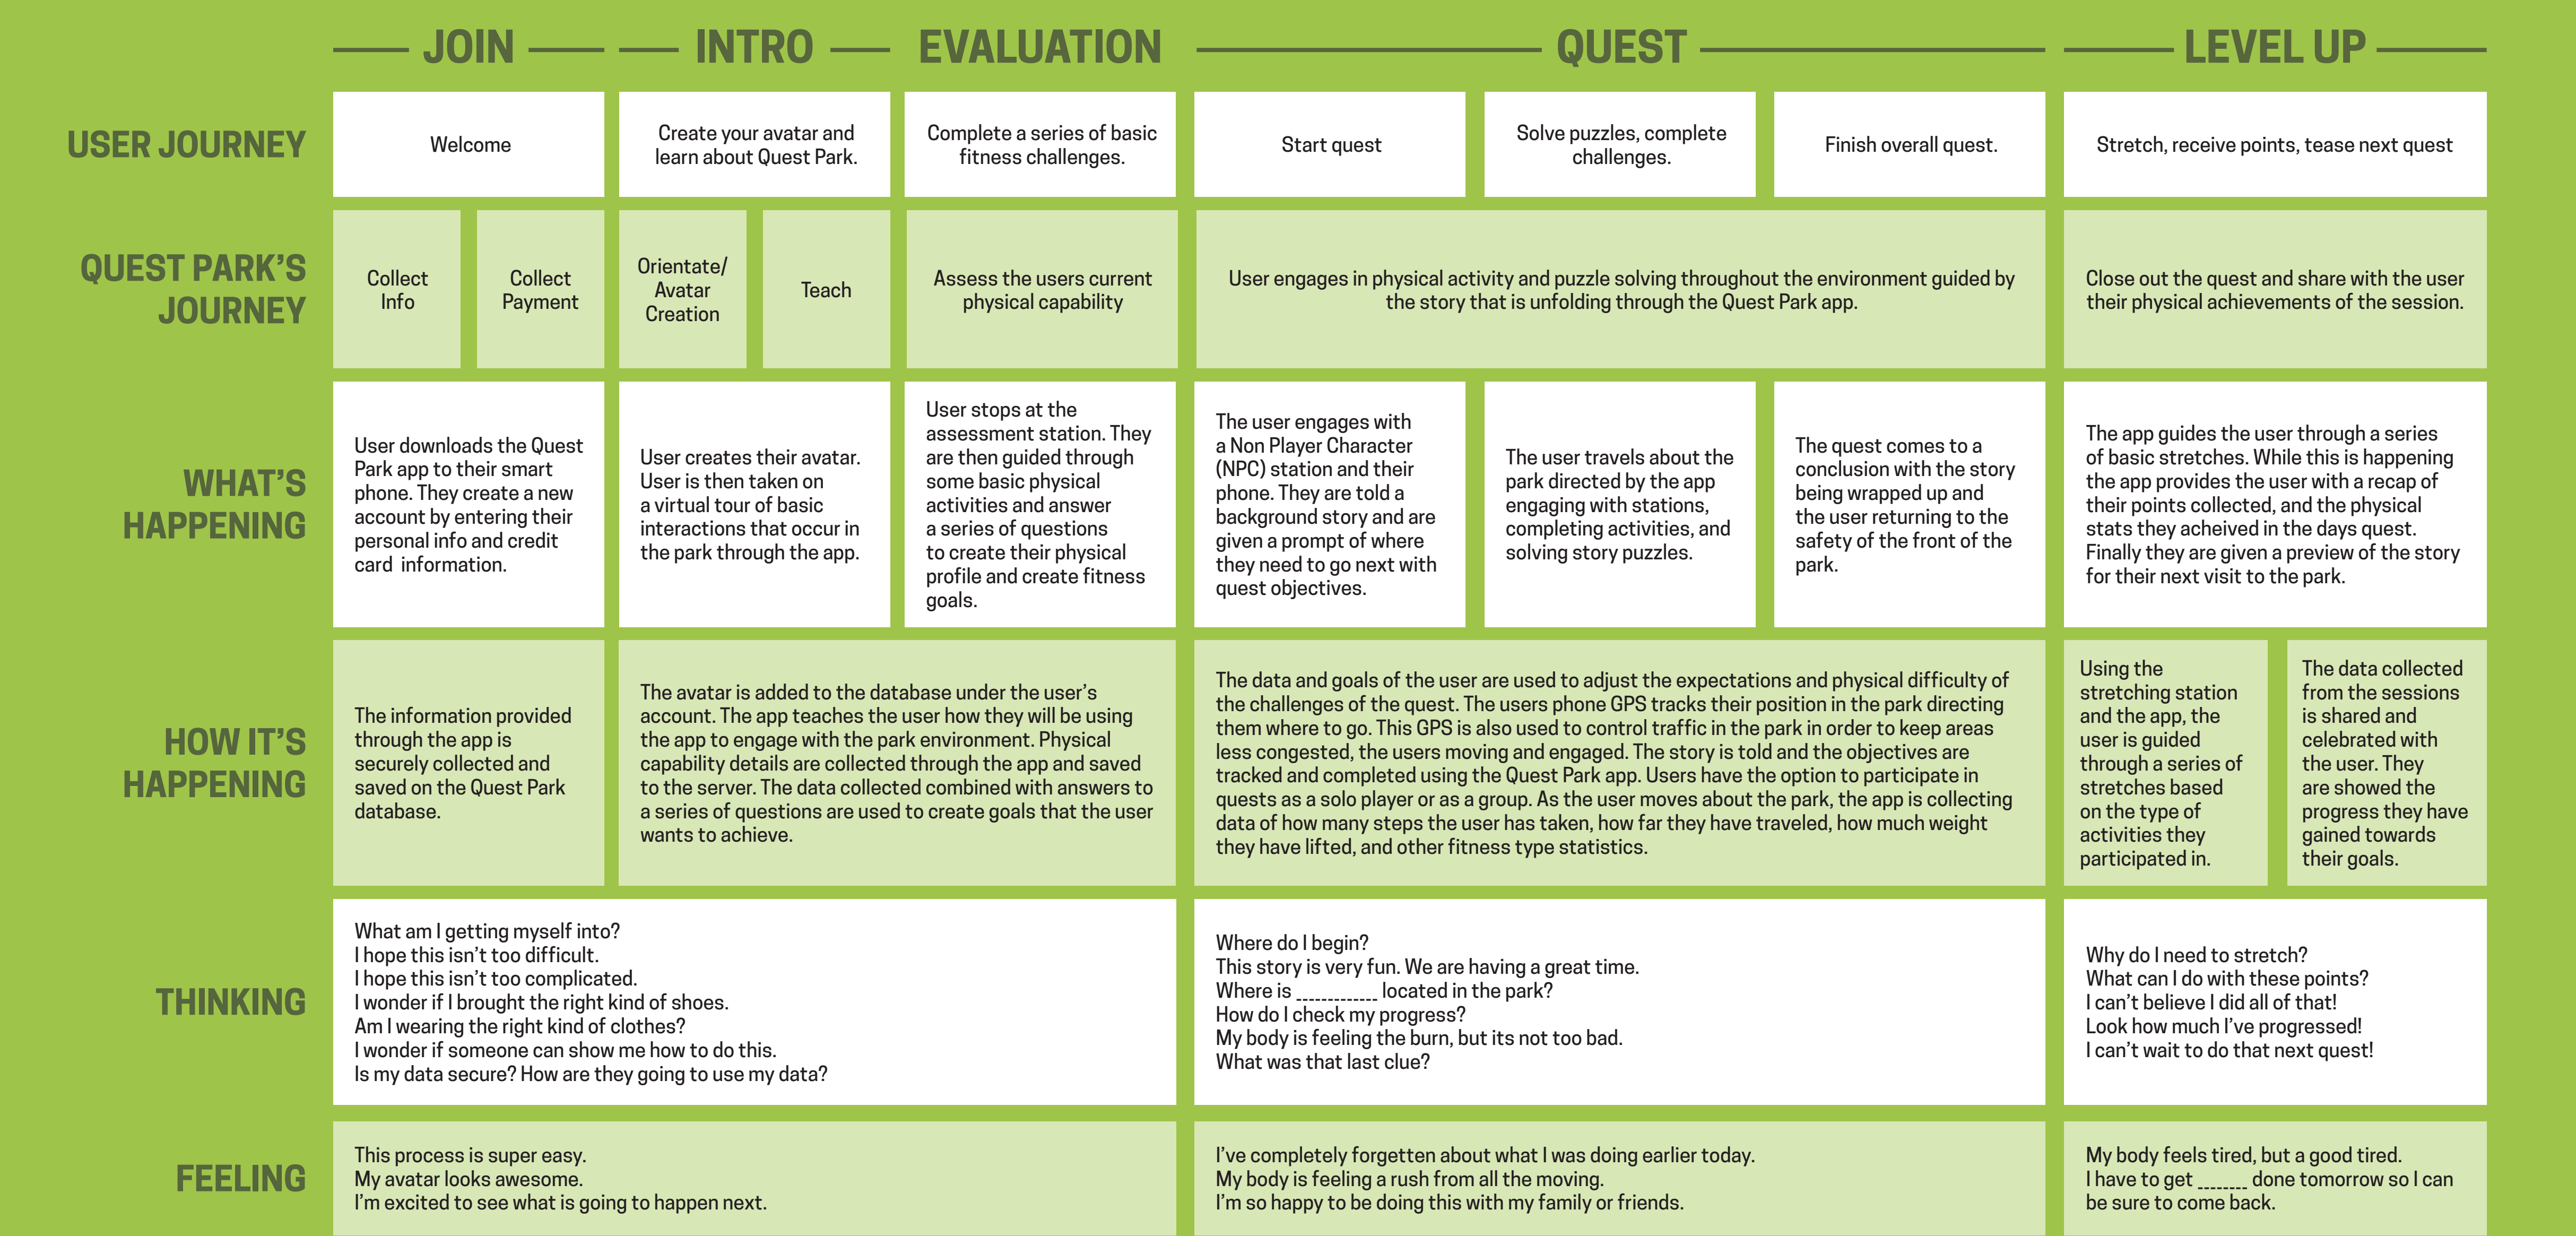 JOIN
INTRO
EVALUATION
QUEST
LEVEL UP
USER JOURNEY
Welcome
Create your avatar and
learn about Quest Park.
Complete a series of basic
fitness challenges.
Start quest
Solve puzzles, complete
challenges.
Finish overall quest.
Stretch, receive points, tease next quest
QUEST PARK'S
JOURNEY
Collect
Info
Collect
Payment
Orientate/
Avatar
Creation
Teach
Assess the users current
physical capability
User engages in physical activity and puzzle solving throughout the environment guided by
the story that is unfolding through the Quest Park app.
Close out the quest and share with the user
their physical achievements of the session.
WHAT'S
HAPPENING
User downloads the Quest
Park app to their smart
phone. They create a new
account by entering their
personal info and credit
card information.
User creates their avatar.
User is then taken on
a virtual tour of basic
interactions that occur in
the park through the app.
User stops at the
assessment station. They
are then guided through
some basic physical
activities and answer
a series of questions
to create their physical
profile and create fitness
goals.
The user engages with
a Non Player Character
(NPC) station and their
phone. They are told a
background story and are
given a prompt of where
they need to go next with
quest objectives.
The user travels about the
park directed by the app
engaging with stations,
completing activities, and
solving story puzzles.
The quest comes to a
conclusion with the story
being wrapped up and
the user returning to the
safety of the front of the
park.
The app guides the user through a series
of basic stretches. While this is happening
the app provides the user with a recap of
their points collected, and the physical
stats they acheived in the days quest.
Finally they are given a preview of the story
for their next visit to the park.
HOW IT'S
HAPPENING
The information provided
through the app is
securely collected and
saved on the Quest Park
database.
The avatar is added to the database under the user's
account. The app teaches the user how they will be using
the app to engage with the park environment. Physical
capability details are collected through the app and saved
to the server. The data collected combined with answers to
a series of questions are used to create goals that the user
wants to achieve.
The data and goals of the user are used to adjust the expectations and physical difficulty of
the challenges of the quest. The users phone GPS tracks their position in the park directing
them where to go. This GPS is also used to control traffic in the park in order to keep areas
less congested, the users moving and engaged. The story is told and the objectives are
tracked and completed using the Quest Park app. Users have the option to participate in
quests as a solo player or as a group. As the user moves about the park, the app is collecting
data of how many steps the user has taken, how far they have traveled, how much weight
they have lifted, and other fitness type statistics.
Using the
stretching station
and the app, the
user is guided
through a series of
stretches based
on the type of
activities they
participated in.
The data collected
from the sessions
is shared and
celebrated with
the user. They
are showed the
progress they have
gained towards
their goals.
THINKING
What am I getting myself into?
I hope this isn't too difficult.
I hope this isn't too complicated.
I wonder if I brought the right kind of shoes.
Am I wearing the right kind of clothes?
I wonder if someone can show me how to do this.
Is my data secure? How are they going to use my data?
Where do I begin?
This story is very fun. We are having a great time.
Where is _____________ located in the park?
How do I check my progress?
My body is feeling the burn, but its not too bad.
What was that last clue?
Why do I need to stretch?
What can I do with these points?
I can't believe I did all of that!
Look how much I've progressed!
I can't wait to do that next quest!
FEELING
This process is super easy.
My avatar looks awesome.
I'm excited to see what is going to happen next.
I've completely forgetten about what I was doing earlier today.
My body is feeling a rush from all the moving.
I'm so happy to be doing this with my family or friends.
My body feels tired, but a good tired.
I have to get ________ done tomorrow so I can
be sure to come back.